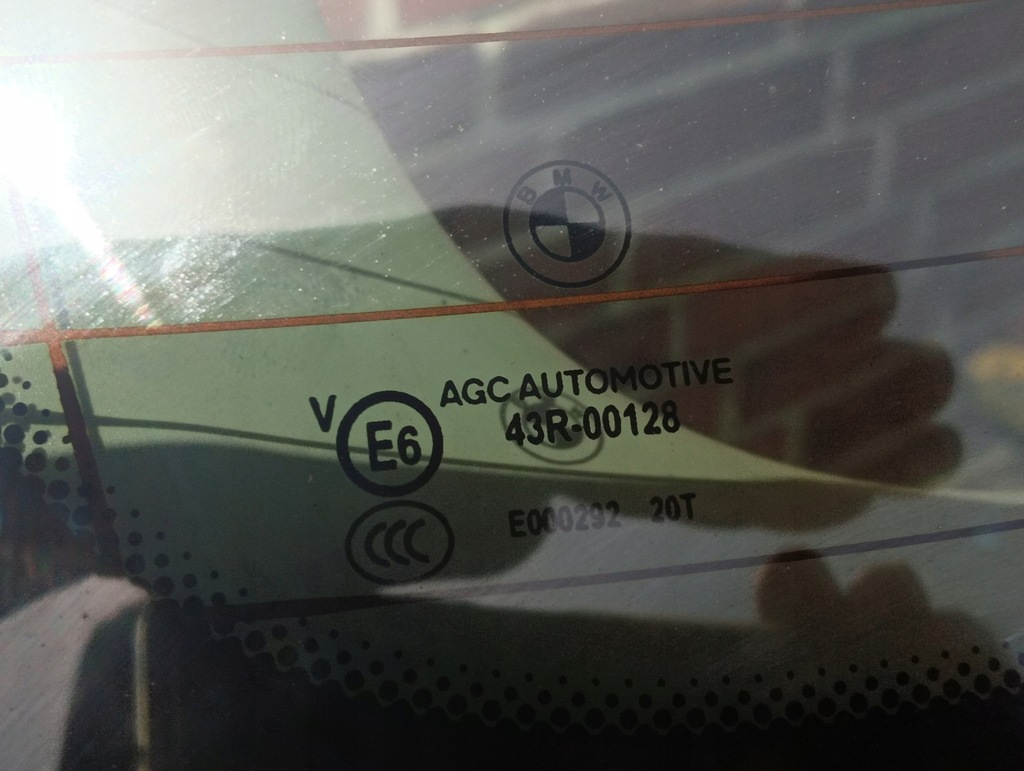 BMW
AGC AUTOMOTIVE
V
E6
43R-00128
CCC
E000292 20T